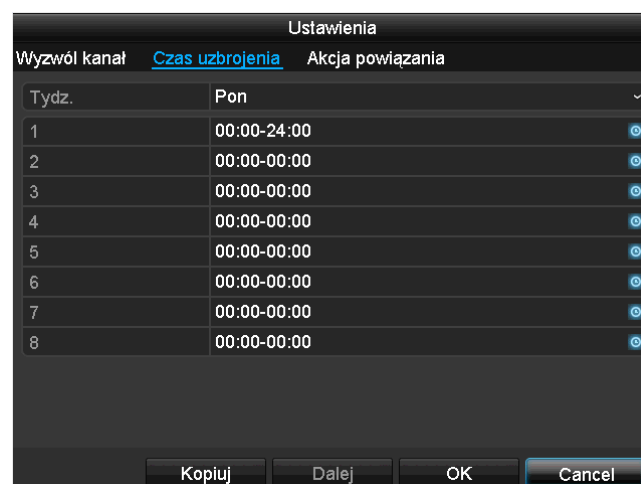 Ustawienia
Wyzwól kanał Czas uzbrojenia Akcja powiązania
Tydz. Pon
1 00:00-24:00
2 00:00-00:00
3 00:00-00:00
4 00:00-00:00
5 00:00-00:00
6 00:00-00:00
7 00:00-00:00
8 00:00-00:00
Kopiuj Dalej OK Cancel